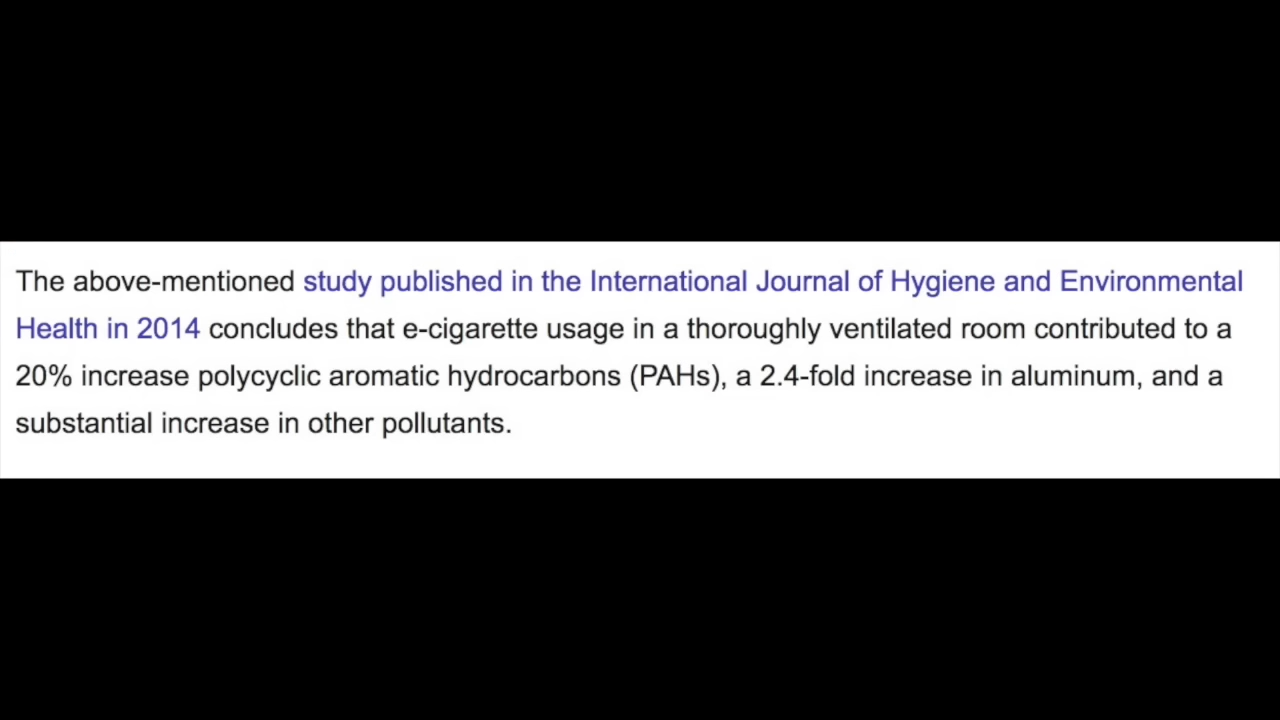 The above-mentioned study published in the International Journal of Hygiene and Environmental
Health in 2014 concludes that e-cigarette usage in a thoroughly ventilated room contributed to a
20% increase polycyclic aromatic hydrocarbons (PAHs), a 2.4-fold increase in aluminum, and a
substantial increase in other pollutants.